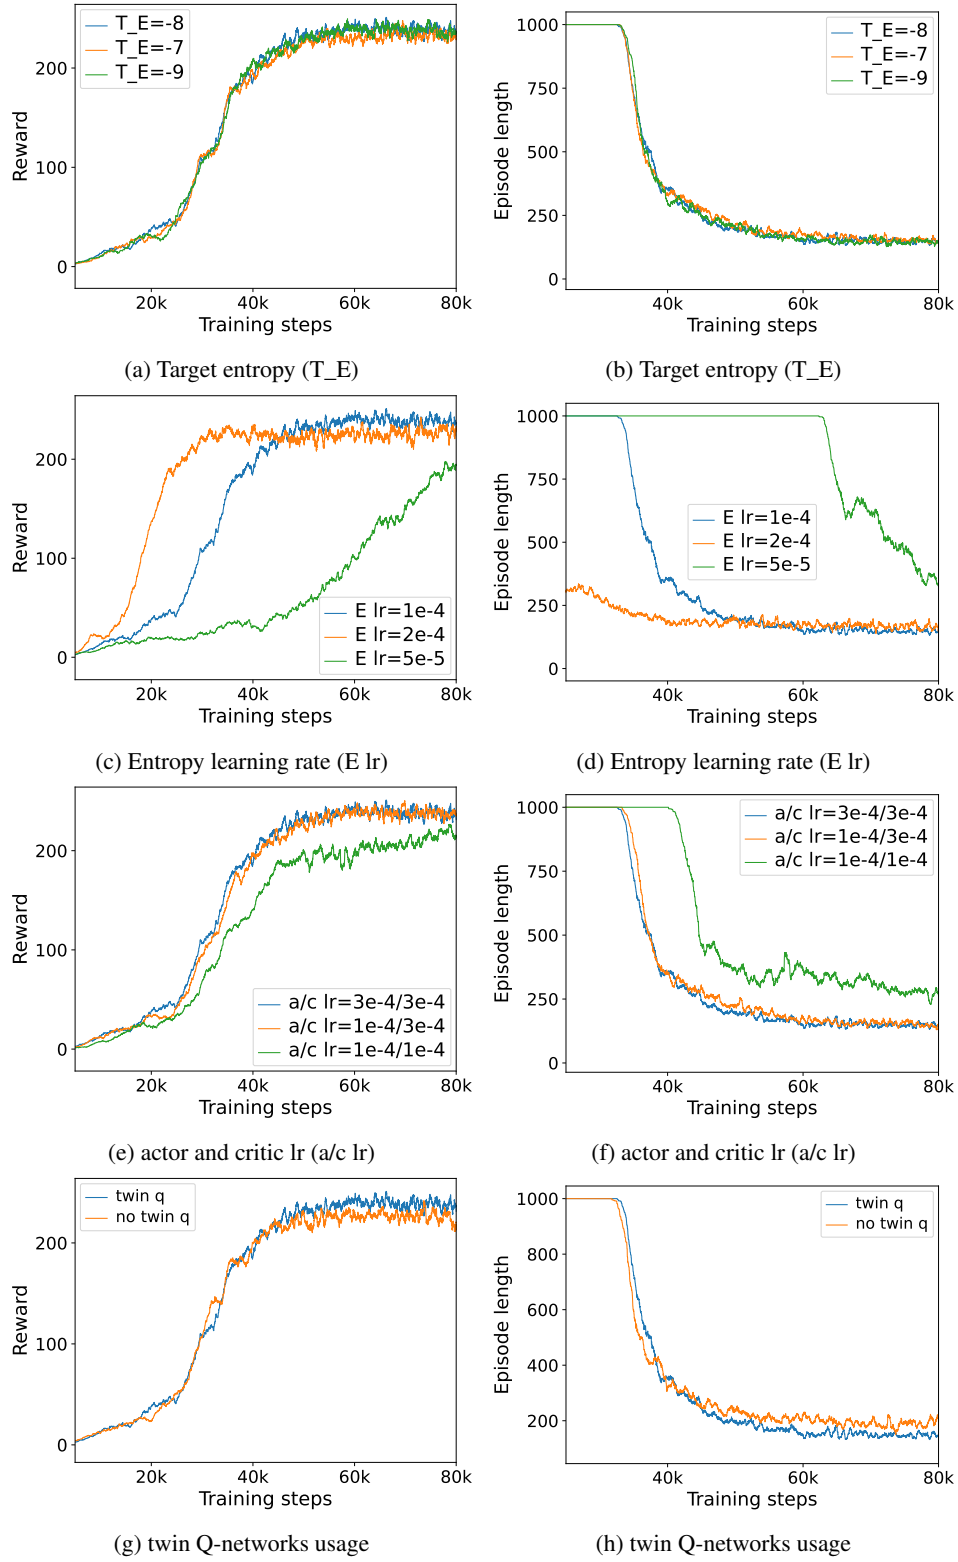 T_E=-8
T_E=-7
T_E=-9
Reward
200
100
0
20k 40k 60k 80k
Training steps
(a) Target entropy (T_E)
T_E=-8
T_E=-7
T_E=-9
Episode length
1000
750
500
250
0
40k 60k 80k
Training steps
(b) Target entropy (T_E)
Reward
200
100
0
E lr=1e-4
E lr=2e-4
E lr=5e-5
20k 40k 60k 80k
Training steps
(c) Entropy learning rate (E lr)
Episode length
1000
750
500
250
0
E lr=1e-4
E lr=2e-4
E lr=5e-5
40k 60k 80k
Training steps
(d) Entropy learning rate (E lr)
Reward
200
100
0
a/c lr=3e-4/3e-4
a/c lr=1e-4/3e-4
a/c lr=1e-4/1e-4
20k 40k 60k 80k
Training steps
(e) actor and critic lr (a/c lr)
a/c lr=3e-4/3e-4
a/c lr=1e-4/3e-4
a/c lr=1e-4/1e-4
Episode length
1000
750
500
250
0
40k 60k 80k
Training steps
(f) actor and critic lr (a/c lr)
twin q
no twin q
Reward
200
100
0
20k 40k 60k 80k
Training steps
(g) twin Q-networks usage
twin q
no twin q
Episode length
1000
800
600
400
200
40k 60k 80k
Training steps
(h) twin Q-networks usage